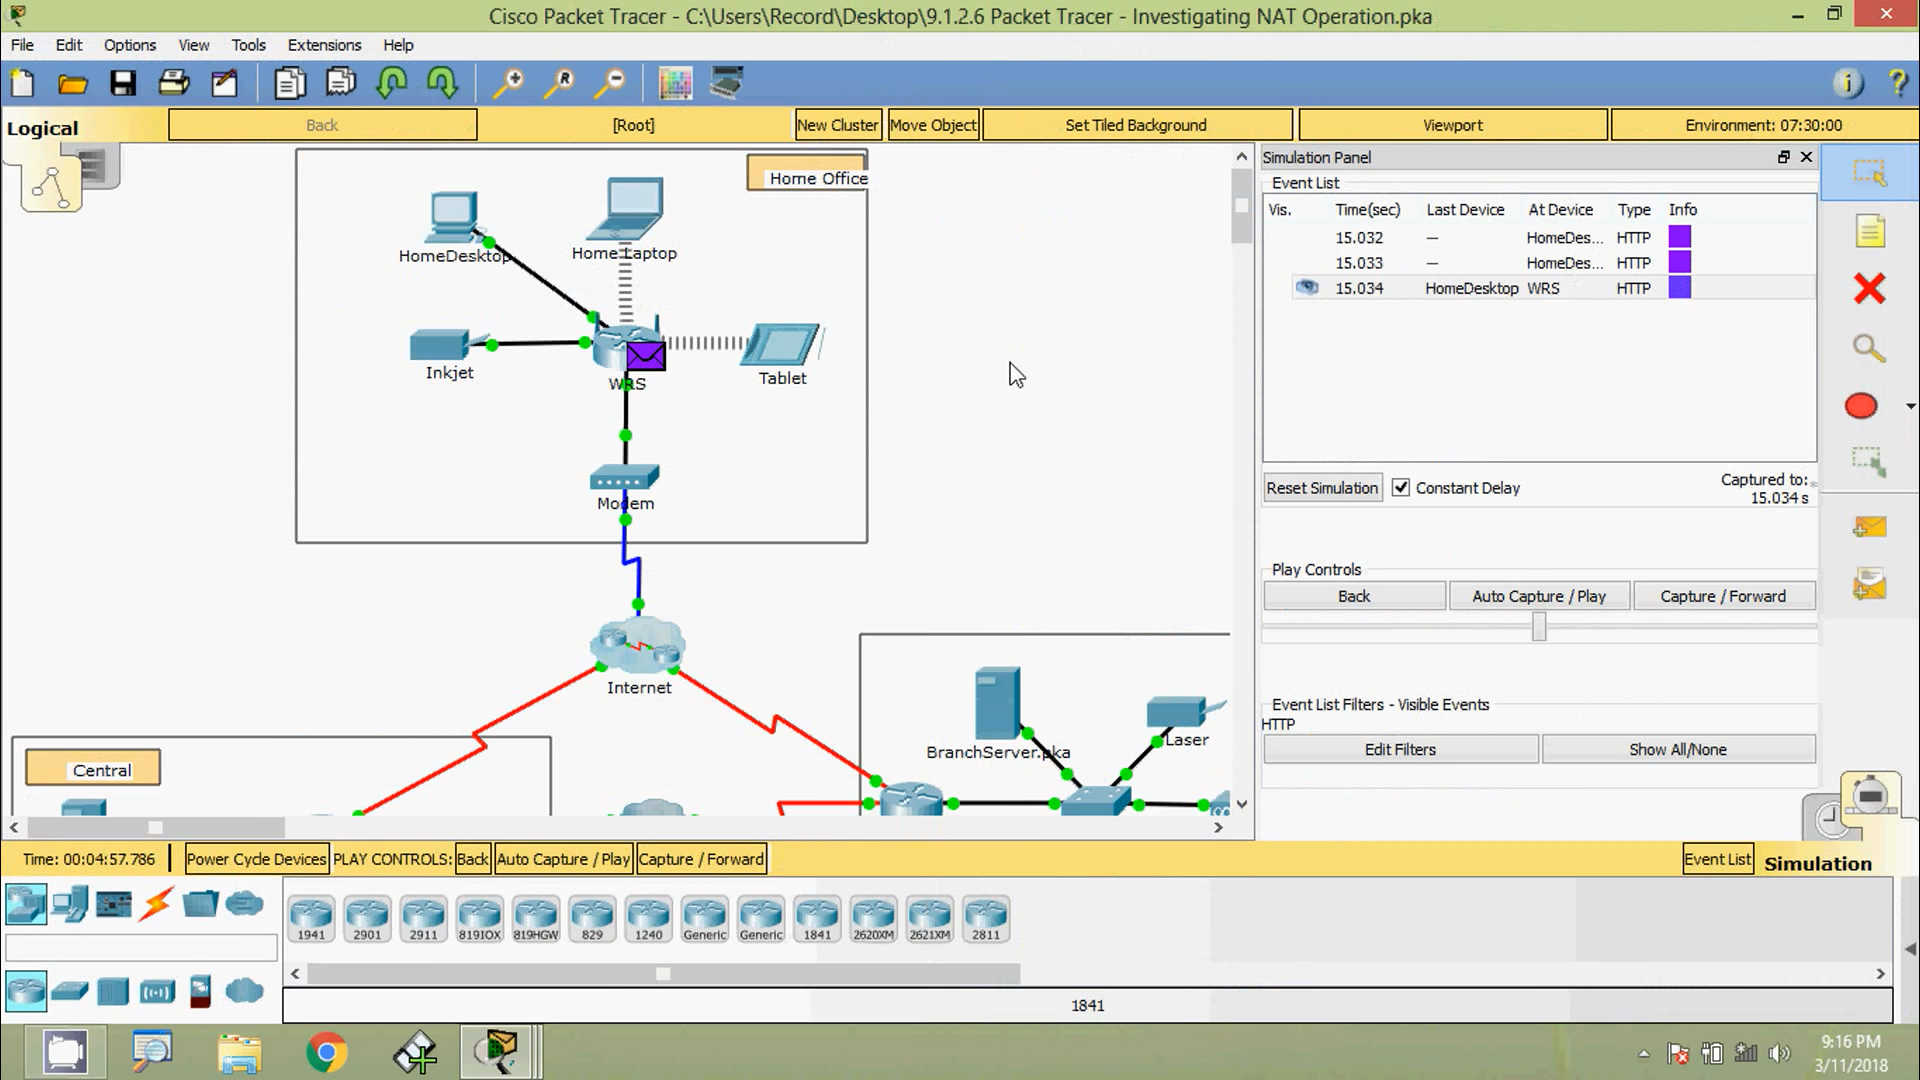 Cisco Packet Tracer - C:\Users\Record\Desktop\9.1.2.6 Packet Tracer - Investigating NAT Operation.pka
File Edit Options View Tools Extensions Help
Logical Back [Root] New Cluster Move Object Set Tiled Background Viewport Environment: 07:30:00
Home Office
HomeDesktop
Home Laptop
Inkjet
WRS
Tablet
Modem
Internet
BranchServer.pka
Laser
Central
Simulation Panel
Event List
Vis. Time(sec) Last Device At Device Type Info
15.032 -- HomeDes... HTTP
15.033 -- HomeDes... HTTP
15.034 HomeDesktop WRS HTTP
Reset Simulation Constant Delay Captured to:
15.034 s
Play Controls
Back Auto Capture / Play Capture / Forward
Event List Filters - Visible Events
HTTP
Edit Filters Show All/None
Time: 00:04:57.786 Power Cycle Devices PLAY CONTROLS: Back Auto Capture / Play Capture / Forward Event List Simulation
1941 2901 2911 819IOX 819HGW 829 1240 Generic Generic 1841 2620XM 2621XM 2811
1841
9:16 PM
3/11/2018